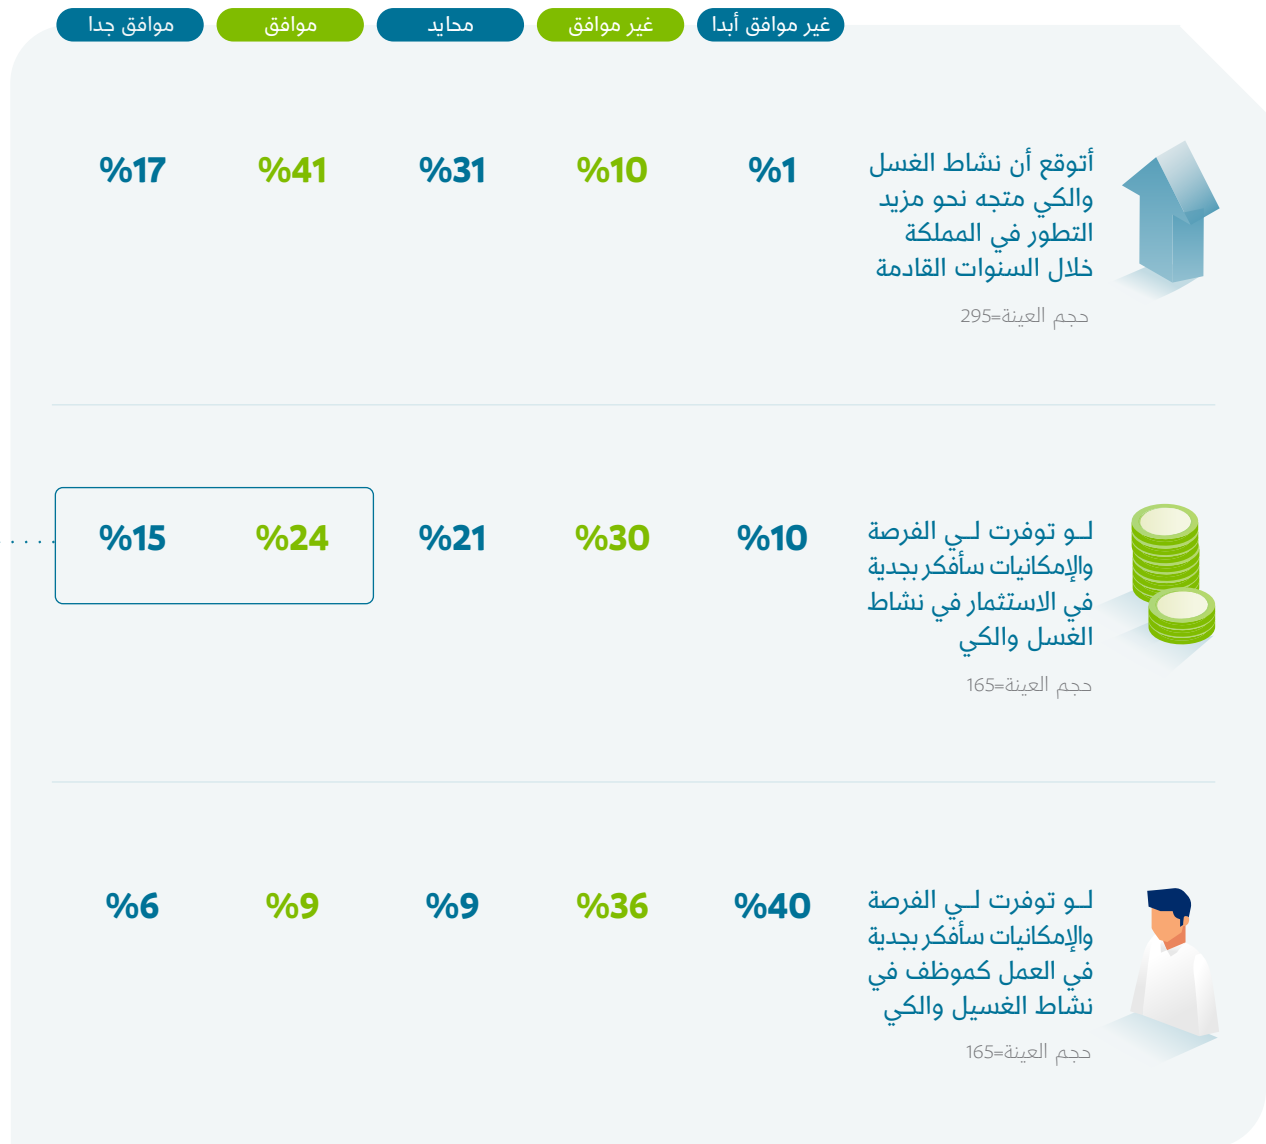 غير موافق أبدا غير موافق محايد موافق موافق جدا
أتوقع أن نشاط الغسل
والكي متجه نحو مزيد
التطور في المملكة
خلال السنوات القادمة
حجم العينة=295
%1 %10 %31 %41 %17
لـو توفرت لـي الفرصة
والإمكانيات سأفكر بجدية
في الاستثمار في نشاط
الغسل والكي
حجم العينة=165
%10 %30 %21 %24 %15
لـو توفرت لـي الفرصة
والإمكانيات سأفكر بجدية
في العمل كموظف في
نشاط الغسيل والكي
حجم العينة=165
%40 %36 %9 %9 %6